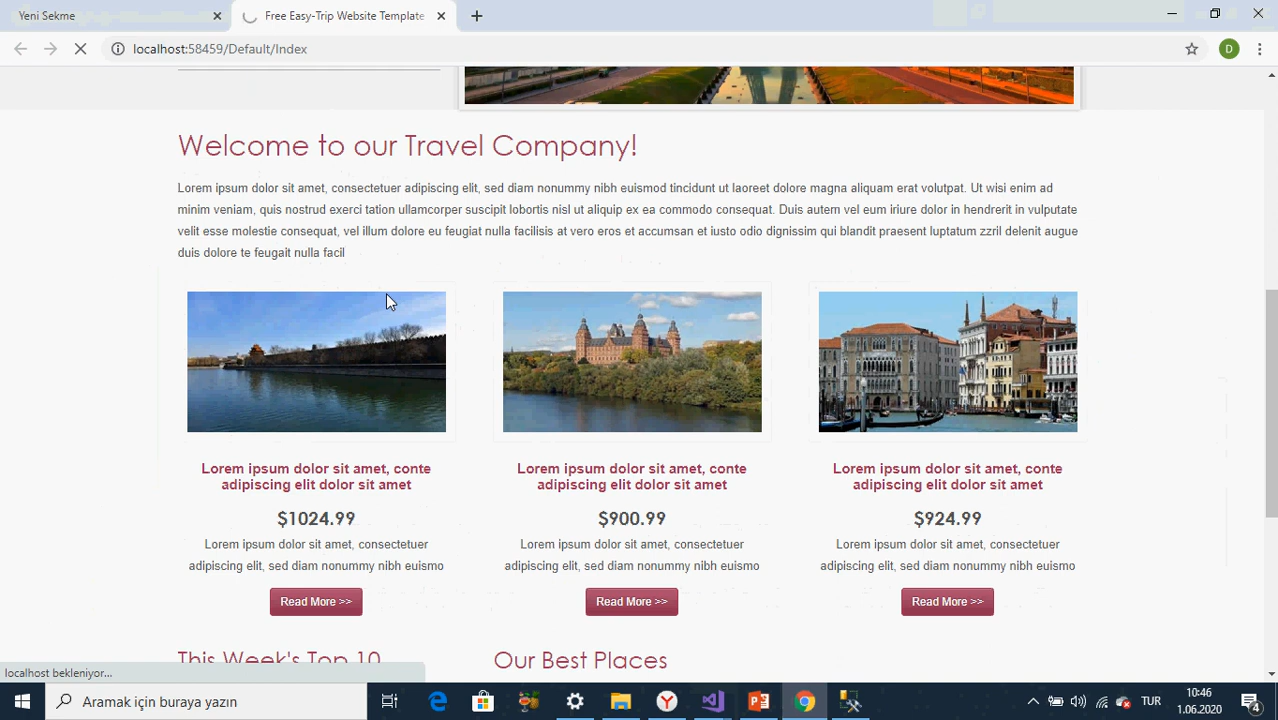 Yeni Sekme
Free Easy-Trip Website Template
localhost:58459/Default/Index
D
Welcome to our Travel Company!
Lorem ipsum dolor sit amet, consectetuer adipiscing elit, sed diam nonummy nibh euismod tincidunt ut laoreet dolore magna aliquam erat volutpat. Ut wisi enim ad
minim veniam, quis nostrud exerci tation ullamcorper suscipit lobortis nisl ut aliquip ex ea commodo consequat. Duis autem vel eum iriure dolor in hendrerit in vulputate
velit esse molestie consequat, vel illum dolore eu feugiat nulla facilisis at vero eros et accumsan et iusto odio dignissim qui blandit praesent luptatum zzril delenit augue
duis dolore te feugait nulla facil
Lorem ipsum dolor sit amet, conte
adipiscing elit dolor sit amet
$1024.99
Lorem ipsum dolor sit amet, consectetuer
adipiscing elit, sed diam nonummy nibh euismo
Read More >>
Lorem ipsum dolor sit amet, conte
adipiscing elit dolor sit amet
$900.99
Lorem ipsum dolor sit amet, consectetuer
adipiscing elit, sed diam nonummy nibh euismo
Read More >>
Lorem ipsum dolor sit amet, conte
adipiscing elit dolor sit amet
$924.99
Lorem ipsum dolor sit amet, consectetuer
adipiscing elit, sed diam nonummy nibh euismo
Read More >>
This Week's Top 10
Our Best Places
localhost bekleniyor...
Aramak için buraya yazın
TUR
10:46
1.06.2020
4